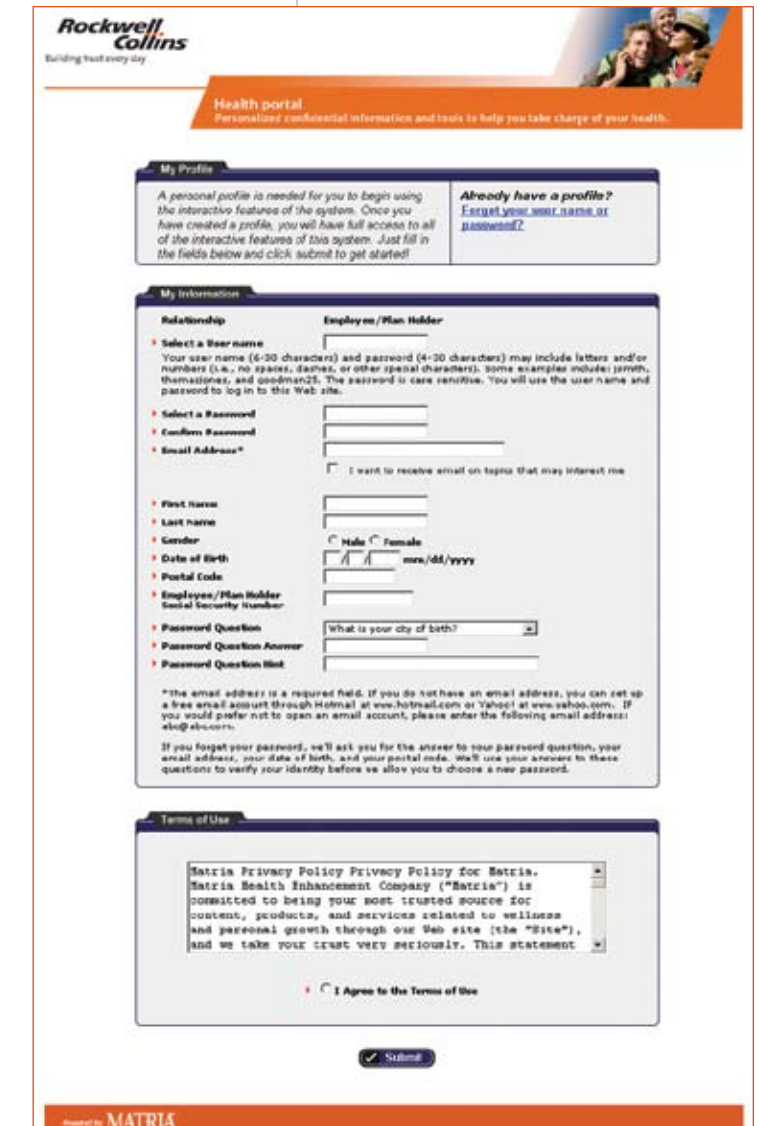 Rockwell
Collins
Building trust every day
Health portal
Personalized confidential information and tools to help you take charge of your health.
My Profile
A personal profile is needed for you to begin using
the interactive features of the system. Once you
have created a profile, you will have full access to all
of the interactive features of this system. Just fill in
the fields below and click submit to get started!
Already have a profile?
Forget your user name or
password?
My Information
Relationship Employee/Plan Holder
Select a User name
Your user name (6-30 characters) and password (4-30 characters) may include letters and/or
numbers (i.e., no spaces, dashes, or other special characters). Some examples include: jsmith,
thomasjones, and goodman25. The password is case sensitive. You will use the user name and
password to log in to this Web site.
Select a Password
Confirm Password
Email Address*
I want to receive email on topics that may interest me
First Name
Last Name
Gender Male Female
Date of Birth / / mm/dd/yyyy
Postal Code
Employee/Plan Holder
Social Security Number
Password Question What is your city of birth?
Password Question Answer
Password Question Hint
*The email address is a required field. If you do not have an email address, you can set up
a free email account through Hotmail at www.hotmail.com or Yahoo! at www.yahoo.com. If
you would prefer not to open an email account, please enter the following email address:
abc@abc.com.
If you forget your password, we'll ask you for the answer to your password question, your
email address, your date of birth, and your postal code. We'll use your answers to these
questions to verify your identity before we allow you to choose a new password.
Terms of Use
Matria Privacy Policy Privacy Policy for Matria.
Matria Health Enhancement Company ("Matria") is
committed to being your most trusted source for
content, products, and services related to wellness
and personal growth through our Web site (the "Site"),
and we take your trust very seriously. This statement
I Agree to the Terms of Use
Submit
Powered by MATRIA